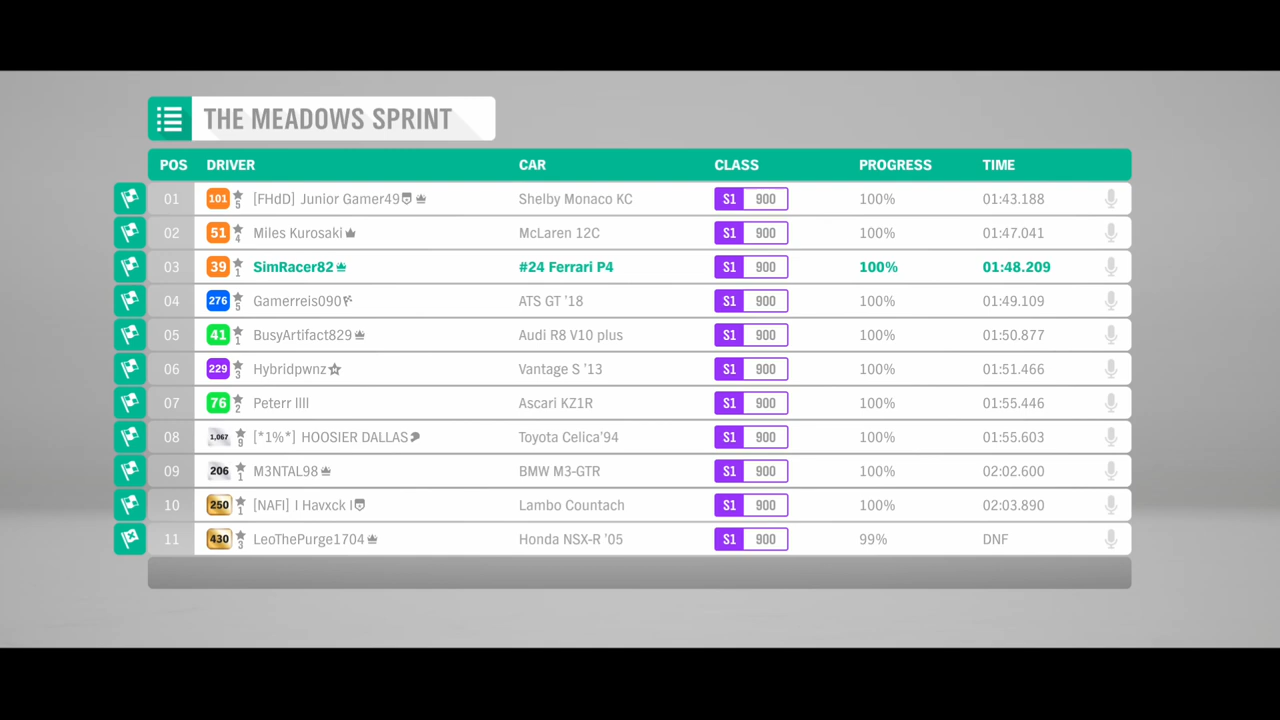 THE MEADOWS SPRINT
POS DRIVER CAR CLASS PROGRESS TIME
01 101 5 [FHdD] Junior Gamer49 Shelby Monaco KC S1 900 100% 01:43.188
02 51 4 Miles Kurosaki McLaren 12C S1 900 100% 01:47.041
03 39 1 SimRacer82 #24 Ferrari P4 S1 900 100% 01:48.209
04 276 5 Gamerreis090 ATS GT '18 S1 900 100% 01:49.109
05 41 1 BusyArtifact829 Audi R8 V10 plus S1 900 100% 01:50.877
06 229 3 Hybridpwnz Vantage S '13 S1 900 100% 01:51.466
07 76 2 Peterr llll Ascari KZ1R S1 900 100% 01:55.446
08 1,067 9 [*1%*] HOOSIER DALLAS Toyota Celica'94 S1 900 100% 01:55.603
09 206 1 M3NTAL98 BMW M3-GTR S1 900 100% 02:02.600
10 250 1 [NAFI] I Havxck I Lambo Countach S1 900 100% 02:03.890
11 430 3 LeoThePurge1704 Honda NSX-R '05 S1 900 99% DNF